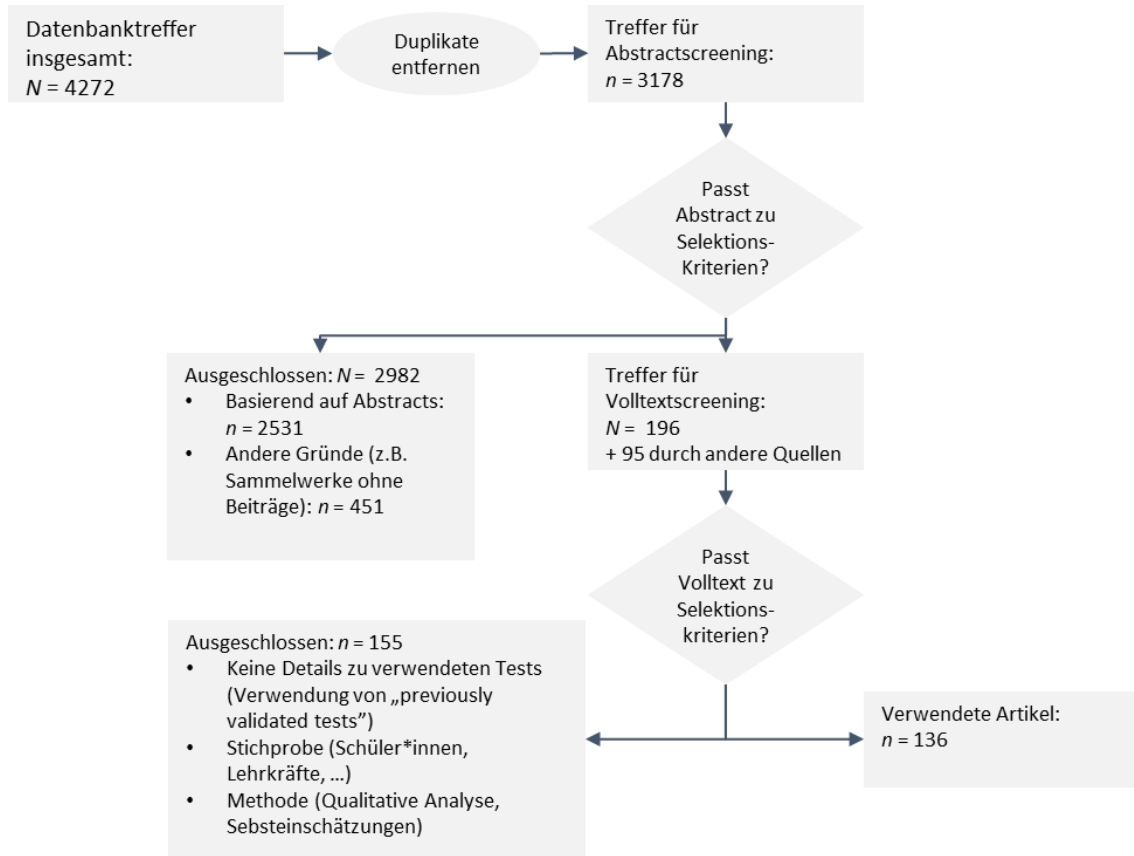 Datenbanktreffer
insgesamt:
N = 4272
Duplikate
entfernen
Treffer für
Abstractscreening:
n = 3178
Passt
Abstract zu
Selektions-
Kriterien?
Ausgeschlossen: N = 2982
• Basierend auf Abstracts:
n = 2531
• Andere Gründe (z.B.
Sammelwerke ohne
Beiträge): n = 451
Treffer für
Volltextscreening:
N = 196
+ 95 durch andere Quellen
Passt
Volltext zu
Selektions-
kriterien?
Ausgeschlossen: n = 155
• Keine Details zu verwendeten Tests
(Verwendung von „previously
validated tests”)
• Stichprobe (Schüler*innen,
Lehrkräfte, …)
• Methode (Qualitative Analyse,
Sebsteinschätzungen)
Verwendete Artikel:
n = 136